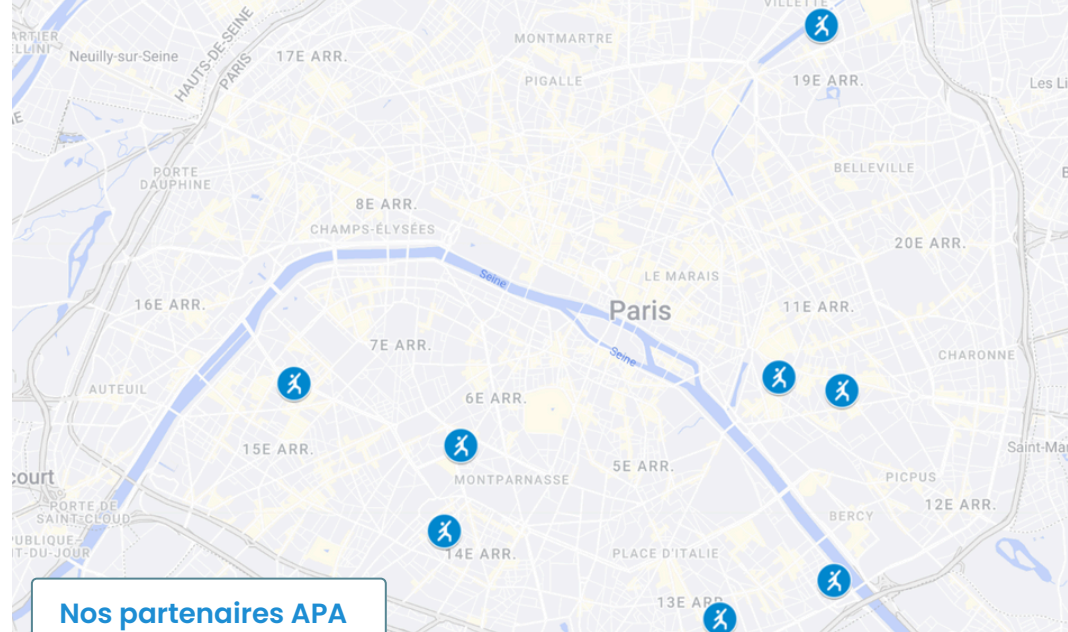 VILLETTE
ARTIER
ELLINI
Neuilly-sur-Seine
HAUTS-DE-SEINE
PARIS
17E ARR.
MONTMARTRE
PIGALLE
19E ARR.
Les Li
NE
PORTE
DAUPHINE
BELLEVILLE
8E ARR.
CHAMPS-ÉLYSÉES
20E ARR.
Seine
LE MARAIS
16E ARR.
Paris
11E ARR.
7E ARR.
Seine
CHARONNE
AUTEUIL
6E ARR.
15E ARR.
MONTPARNASSE
5E ARR.
Saint-Ma
court
PICPUS
12E ARR.
PORTE DE
SAINT-CLOUD
BERCY
PUBLIQUE-
T-DU-JOUR
14E ARR.
PLACE D'ITALIE
13E ARR
Nos partenaires APA